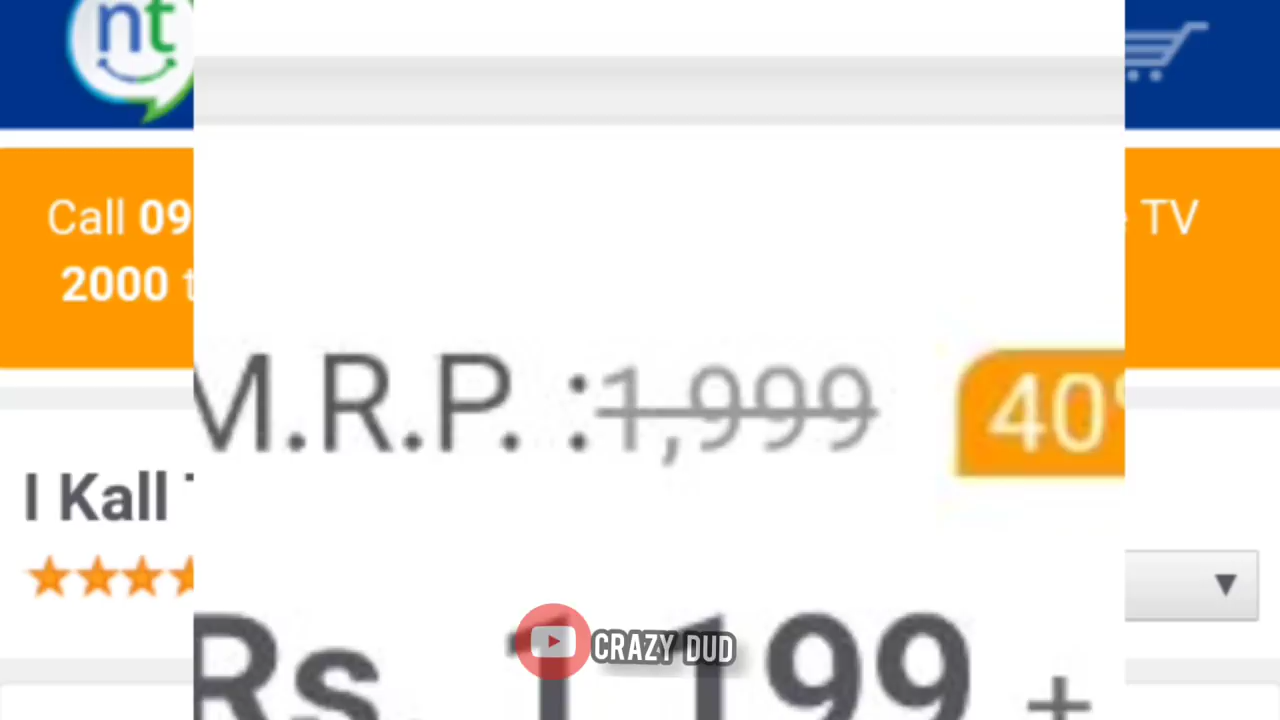 nt
Call 09
TV
2000
M.R.P. :1,999 40
I Kall
Rs. 1,199 +
CRAZY DUD